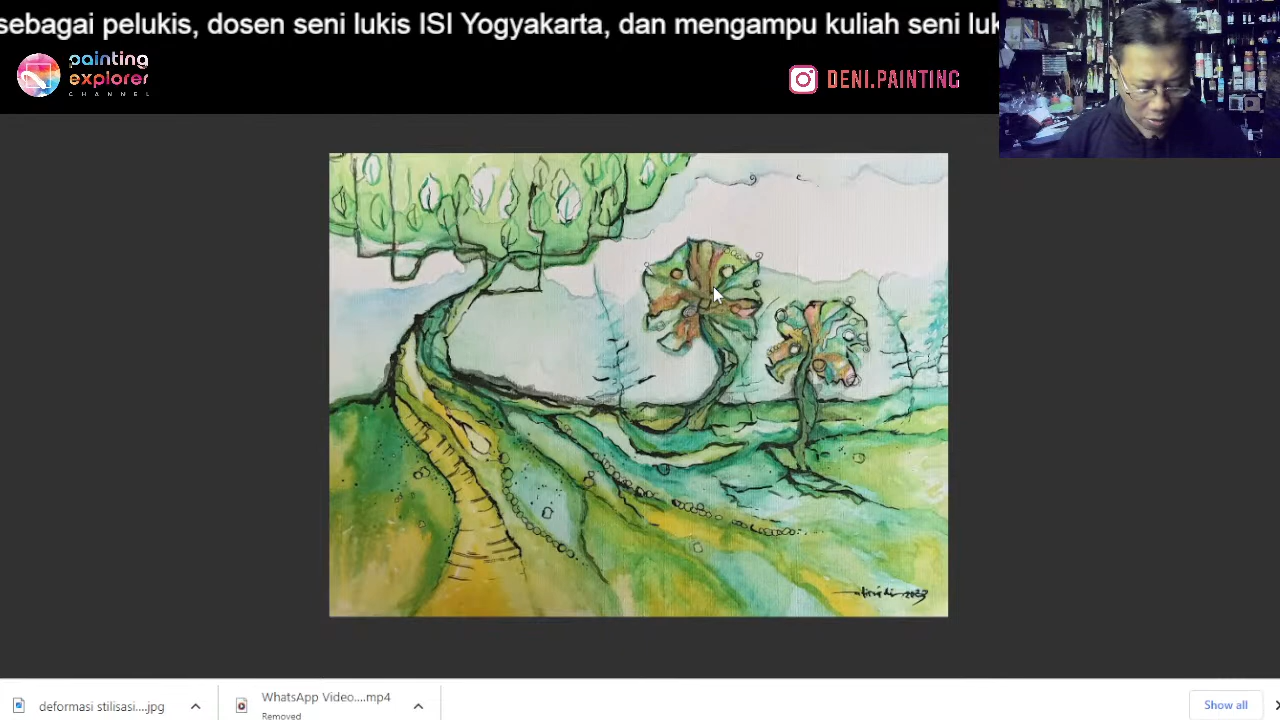 sebagai pelukis, dosen seni lukis ISI Yogyakarta, dan mengampu kuliah seni luk
painting
explorer
CHANNEL
DENI.PAINTING
2023
deformasi stilisasi....jpg
WhatsApp Video....mp4
Removed
Show all